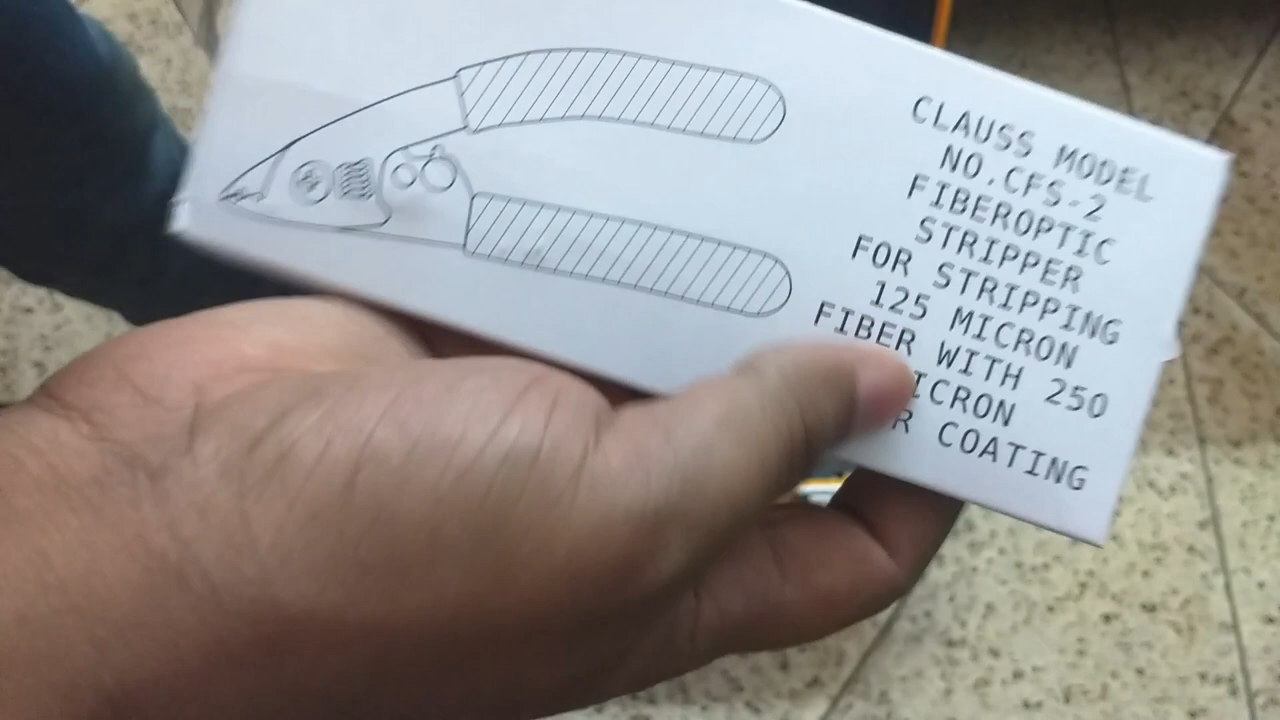 CLAUSS MODEL
NO.CFS-2
FIBEROPTIC
STRIPPER
FOR STRIPPING
125 MICRON
FIBER WITH 250
ICRON
R COATING